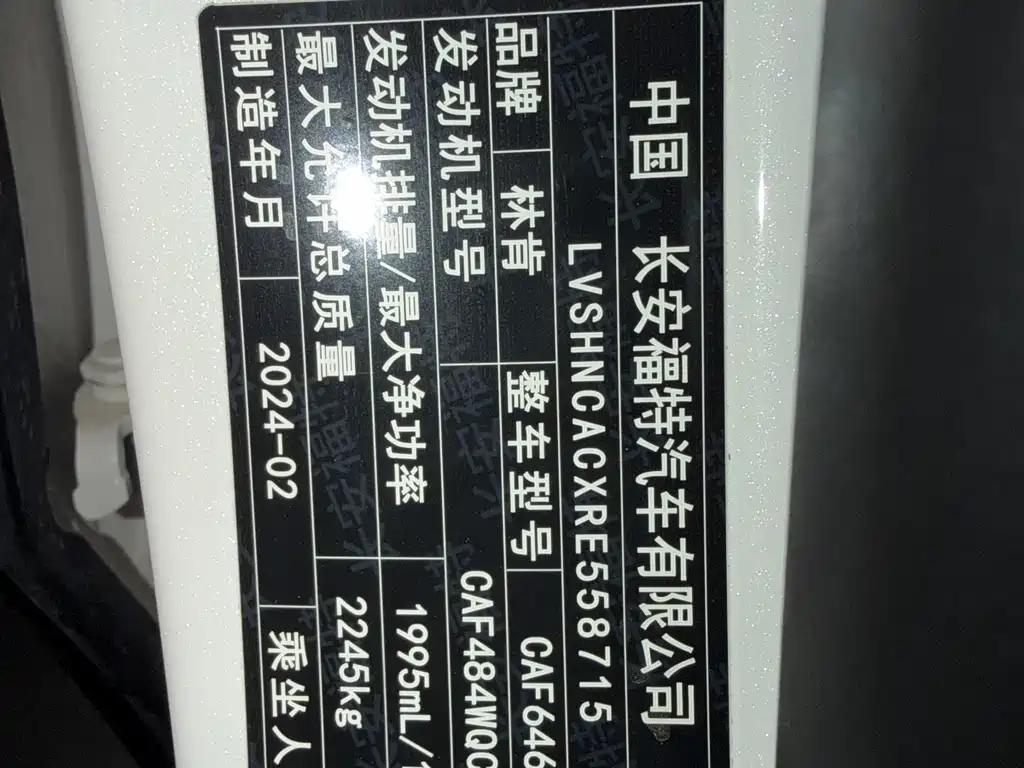 中国 长安福特汽车有限公司
LVSHNCACXRE558715
品牌 林肯 整车型号 CAF646
发动机型号 CAF484WQC
发动机排量/最大净功率 1995mL/1
最大允许总质量 2245kg
制造年月 2024-02 乘坐人